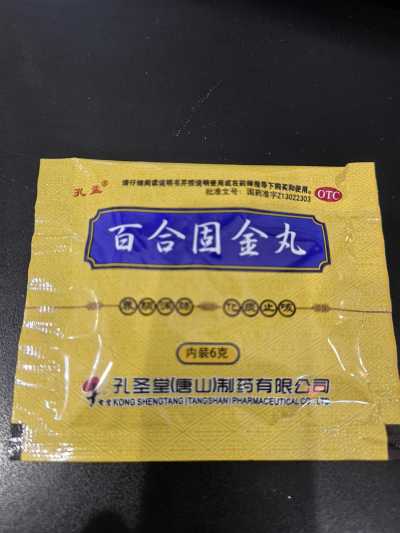 孔圣®
请仔细阅读说明书并按说明使用或在药师指导下购买和使用。
批准文号：国药准字Z13022303
OTC
百合固金丸
养阴润肺 化痰止咳
内装6克
孔圣堂(唐山)制药有限公司
KONG SHENGTANG (TANGSHAN) PHARMACEUTICAL CO., LTD